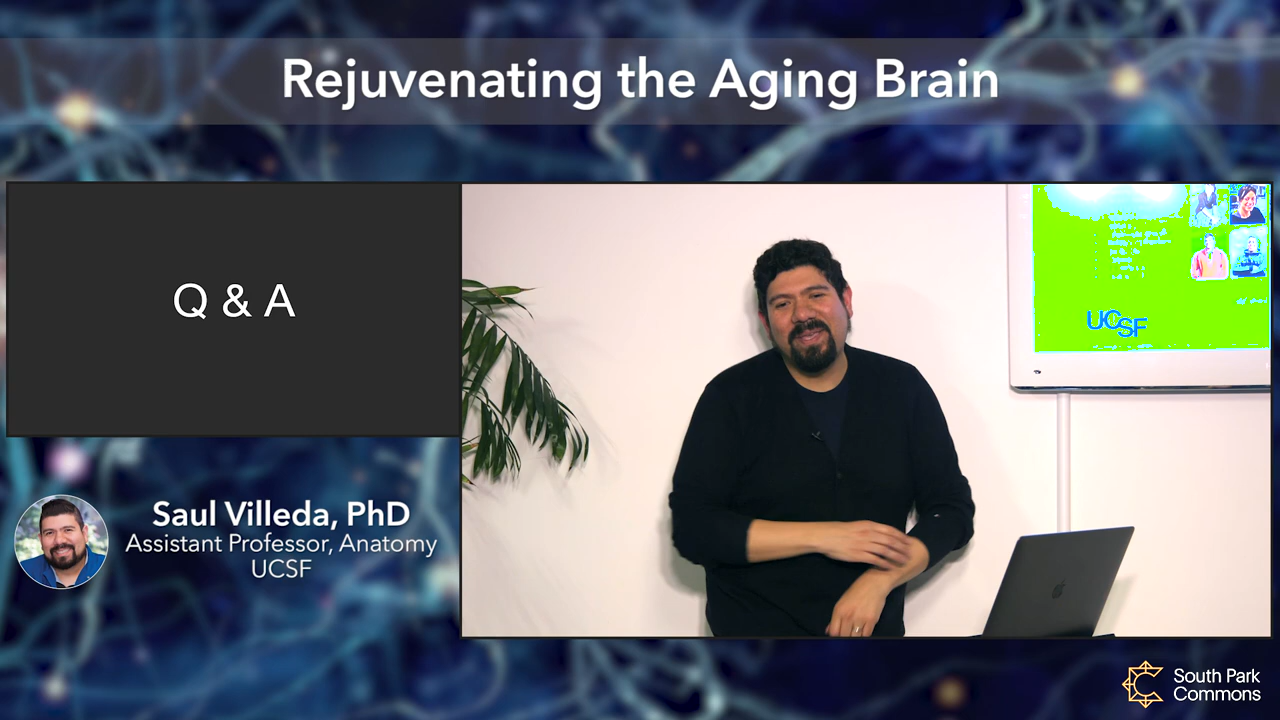 Rejuvenating the Aging Brain
Q & A
UCSF
Saul Villeda, PhD
Assistant Professor, Anatomy
UCSF
South Park
Commons